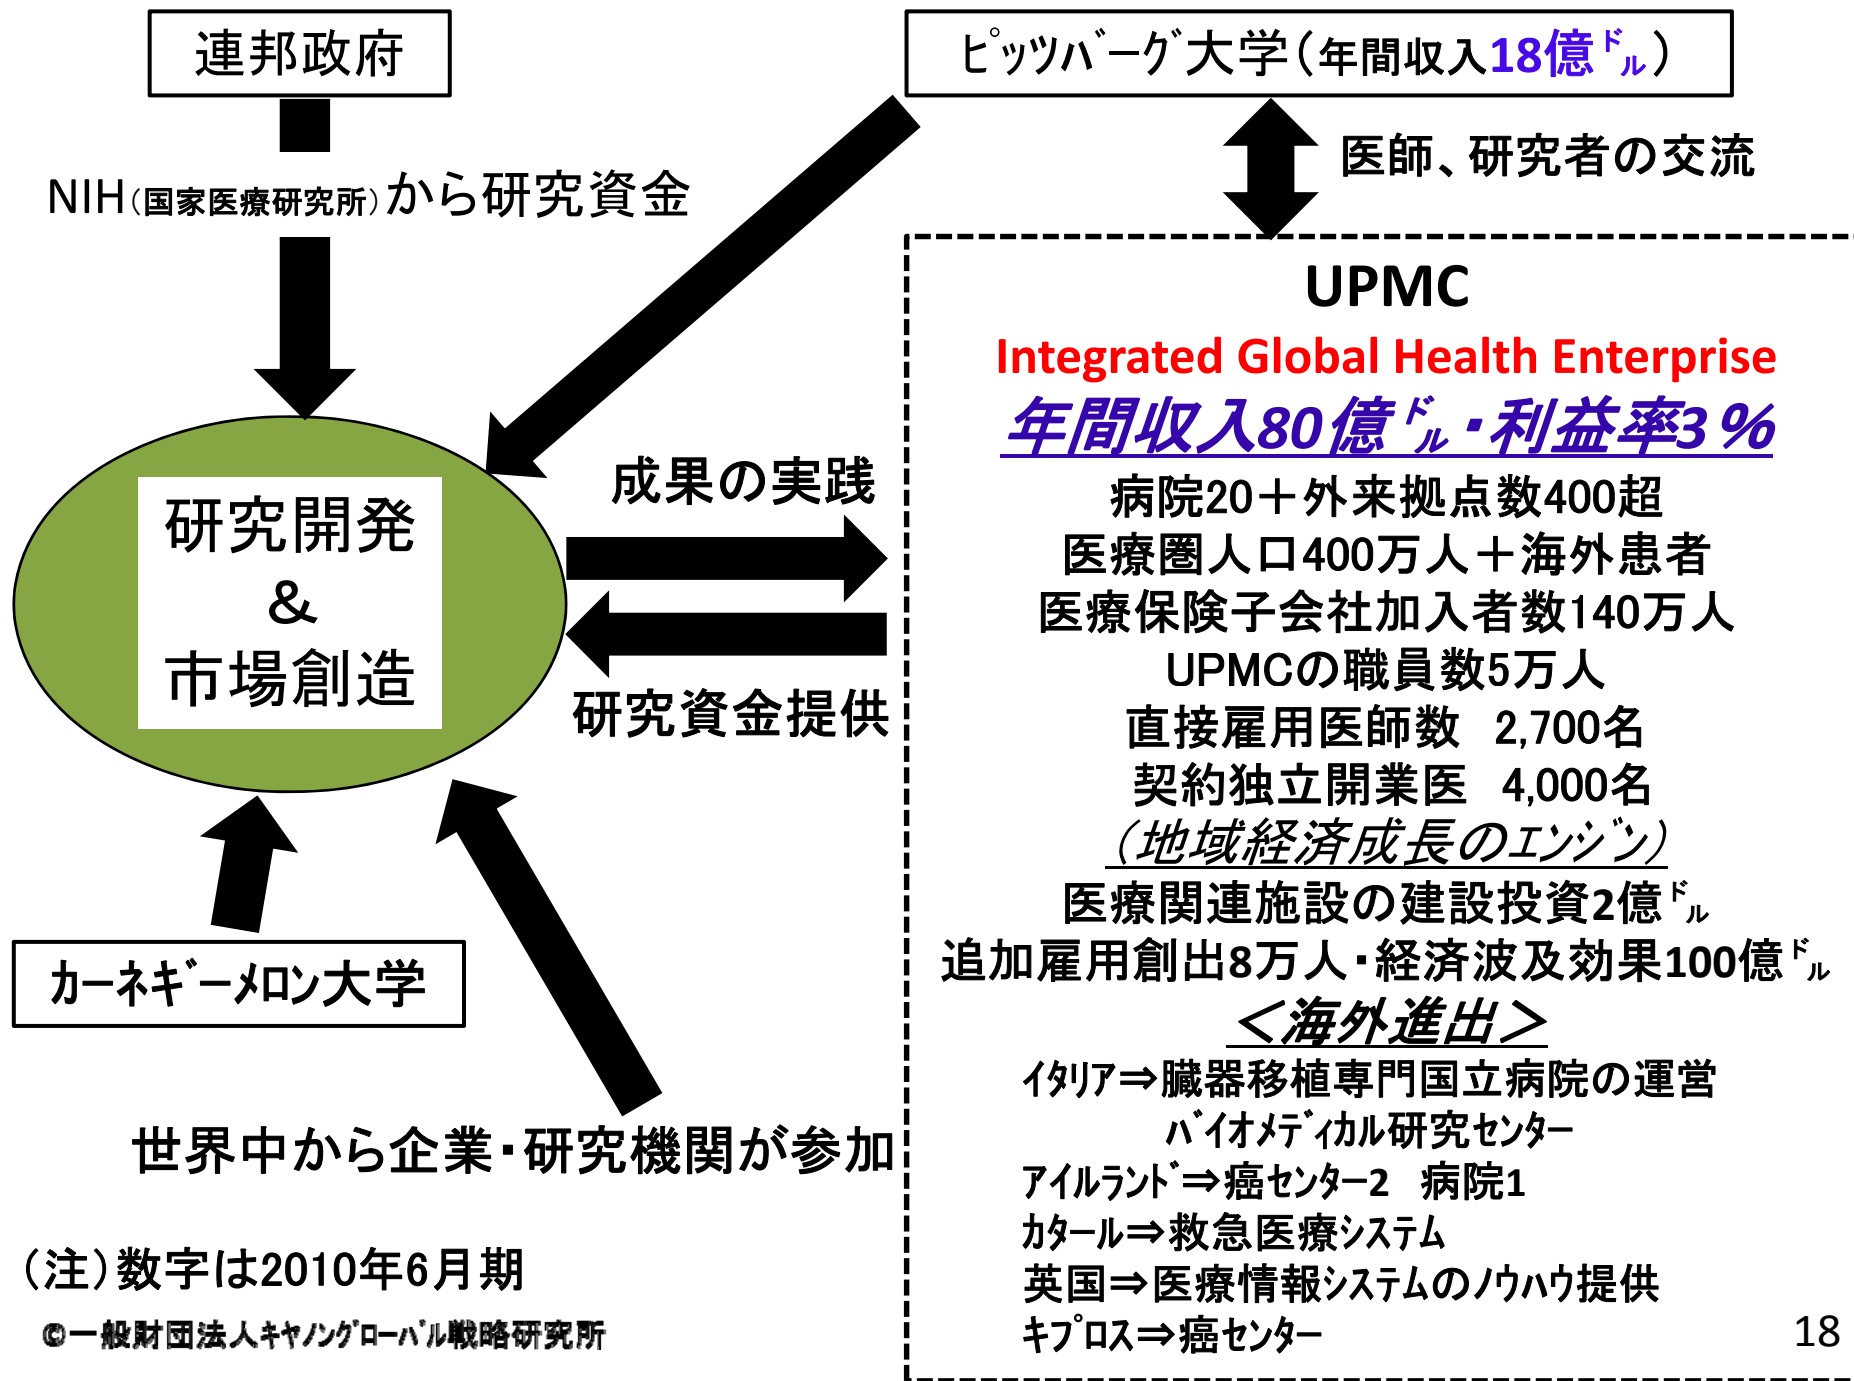 連邦政府
NIH（国家医療研究所）から研究資金
ﾋﾟｯﾂﾊﾞｰｸﾞ大学（年間収入18億㌦）
医師、研究者の交流
研究開発
&
市場創造
成果の実践
研究資金提供
ｶｰﾈｷﾞｰﾒﾛﾝ大学
世界中から企業・研究機関が参加
（注）数字は2010年6月期
©一般財団法人ｷﾔﾉﾝｸﾞﾛｰﾊﾞﾙ戦略研究所
UPMC
Integrated Global Health Enterprise
年間収入80億㌦・利益率3％
病院20＋外来拠点数400超
医療圏人口400万人＋海外患者
医療保険子会社加入者数140万人
UPMCの職員数5万人
直接雇用医師数　2,700名
契約独立開業医　4,000名
（地域経済成長のｴﾝｼﾞﾝ）
医療関連施設の建設投資2億㌦
追加雇用創出8万人・経済波及効果100億㌦
＜海外進出＞
ｲﾀﾘｱ⇒臓器移植専門国立病院の運営
ﾊﾞｲｵﾒﾃﾞｨｶﾙ研究ｾﾝﾀｰ
ｱｲﾙﾗﾝﾄﾞ⇒癌ｾﾝﾀｰ2　病院1
ｶﾀｰﾙ⇒救急医療ｼｽﾃﾑ
英国⇒医療情報ｼｽﾃﾑのﾉｳﾊｳ提供
ｷﾌﾟﾛｽ⇒癌ｾﾝﾀｰ
18